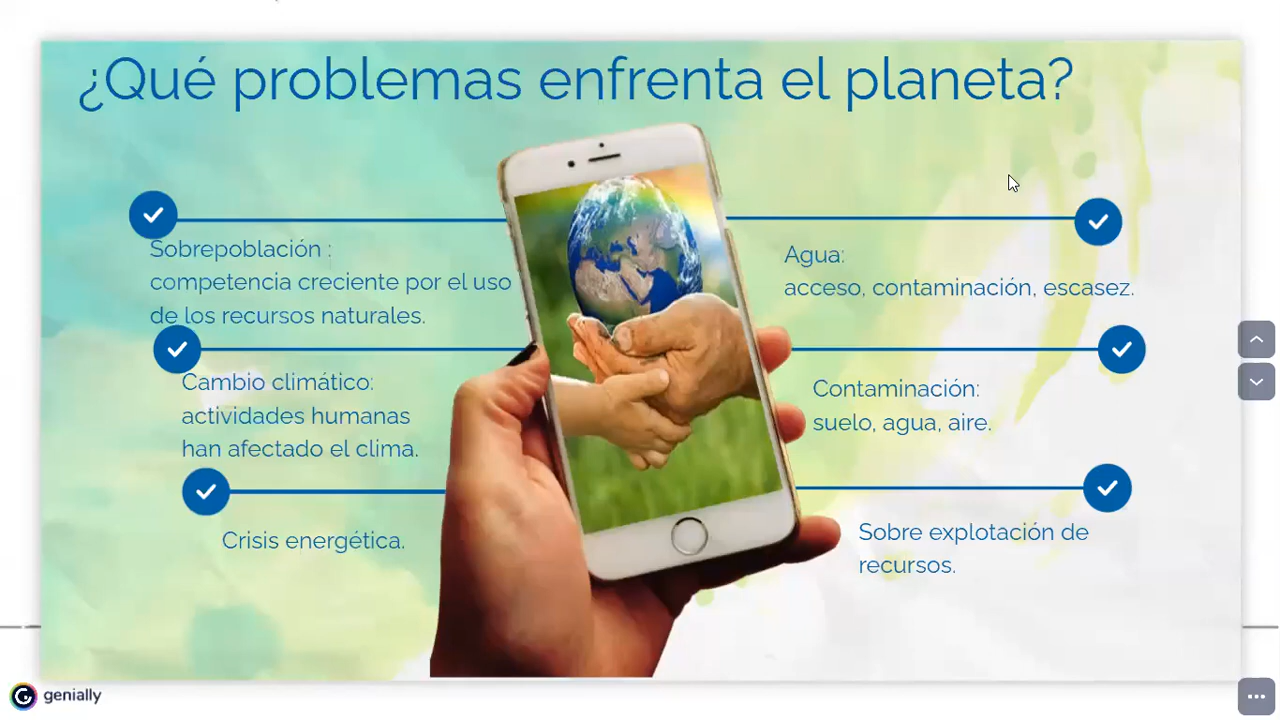 ¿Qué problemas enfrenta el planeta?
Sobrepoblación :
competencia creciente por el uso
de los recursos naturales.
Cambio climático:
actividades humanas
han afectado el clima.
Crisis energética.
Agua:
acceso, contaminación, escasez.
Contaminación:
suelo, agua, aire.
Sobre explotación de
recursos.
genially